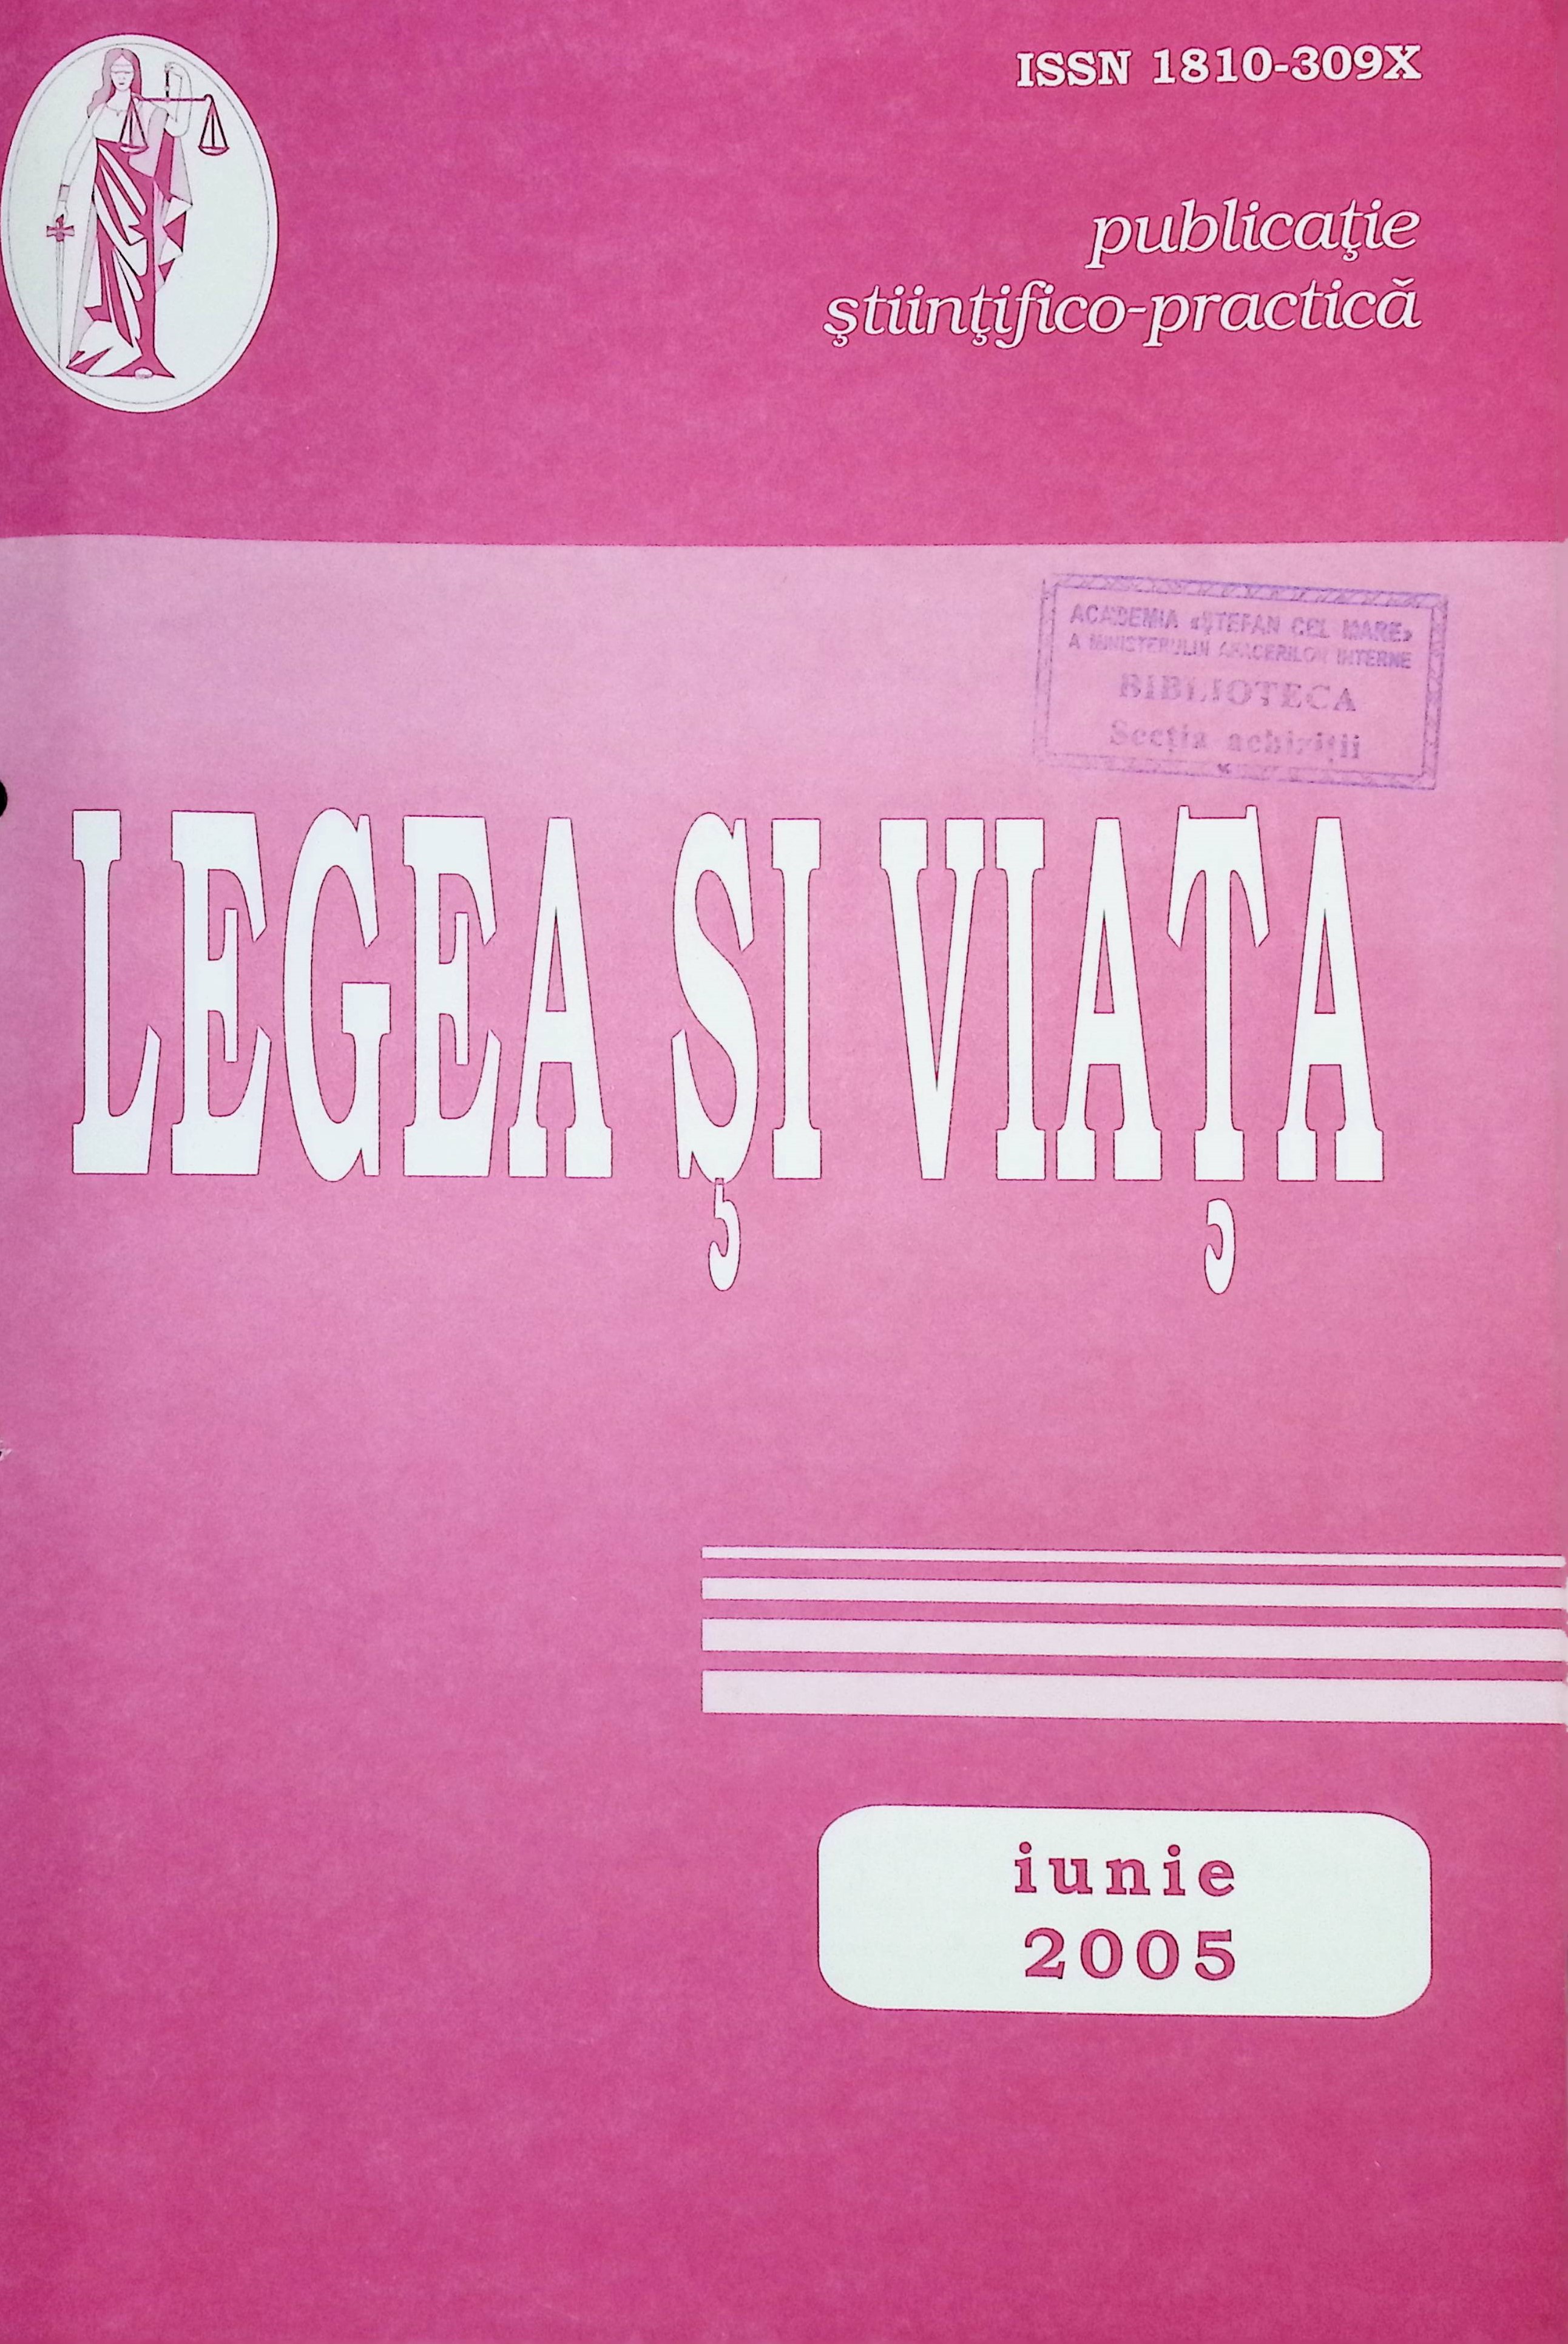 ISSN 1810-309X
publicaţie
ştiinţifico-practică
ACADEMIA «ŞTEFAN CEL MARE»
A MINISTERULUI AFACERILOR INTERNE
BIBLIOTECA
Secţia achiziţii
LEGEA ŞI VIAŢA
iunie
2005